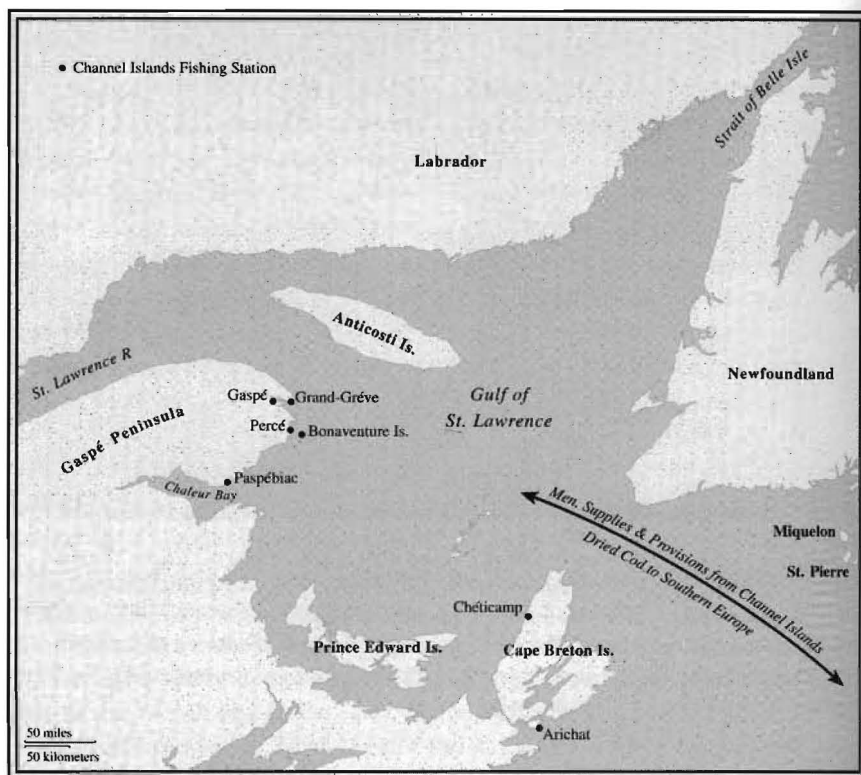 • Channel Islands Fishing Station
Strait of Belle Isle
Labrador
Anticosti Is.
St. Lawrence R
Newfoundland
Gaspé
Grand-Gréve
Gulf of
St. Lawrence
Gaspé Peninsula
Percé
Bonaventure Is.
Paspébiac
Chaleur Bay
Men, Supplies & Provisions from Channel Islands
Dried Cod to Southern Europe
Miquelon
St. Pierre
Chéticamp
Prince Edward Is.
Cape Breton Is.
Arichat
50 miles
50 kilometers